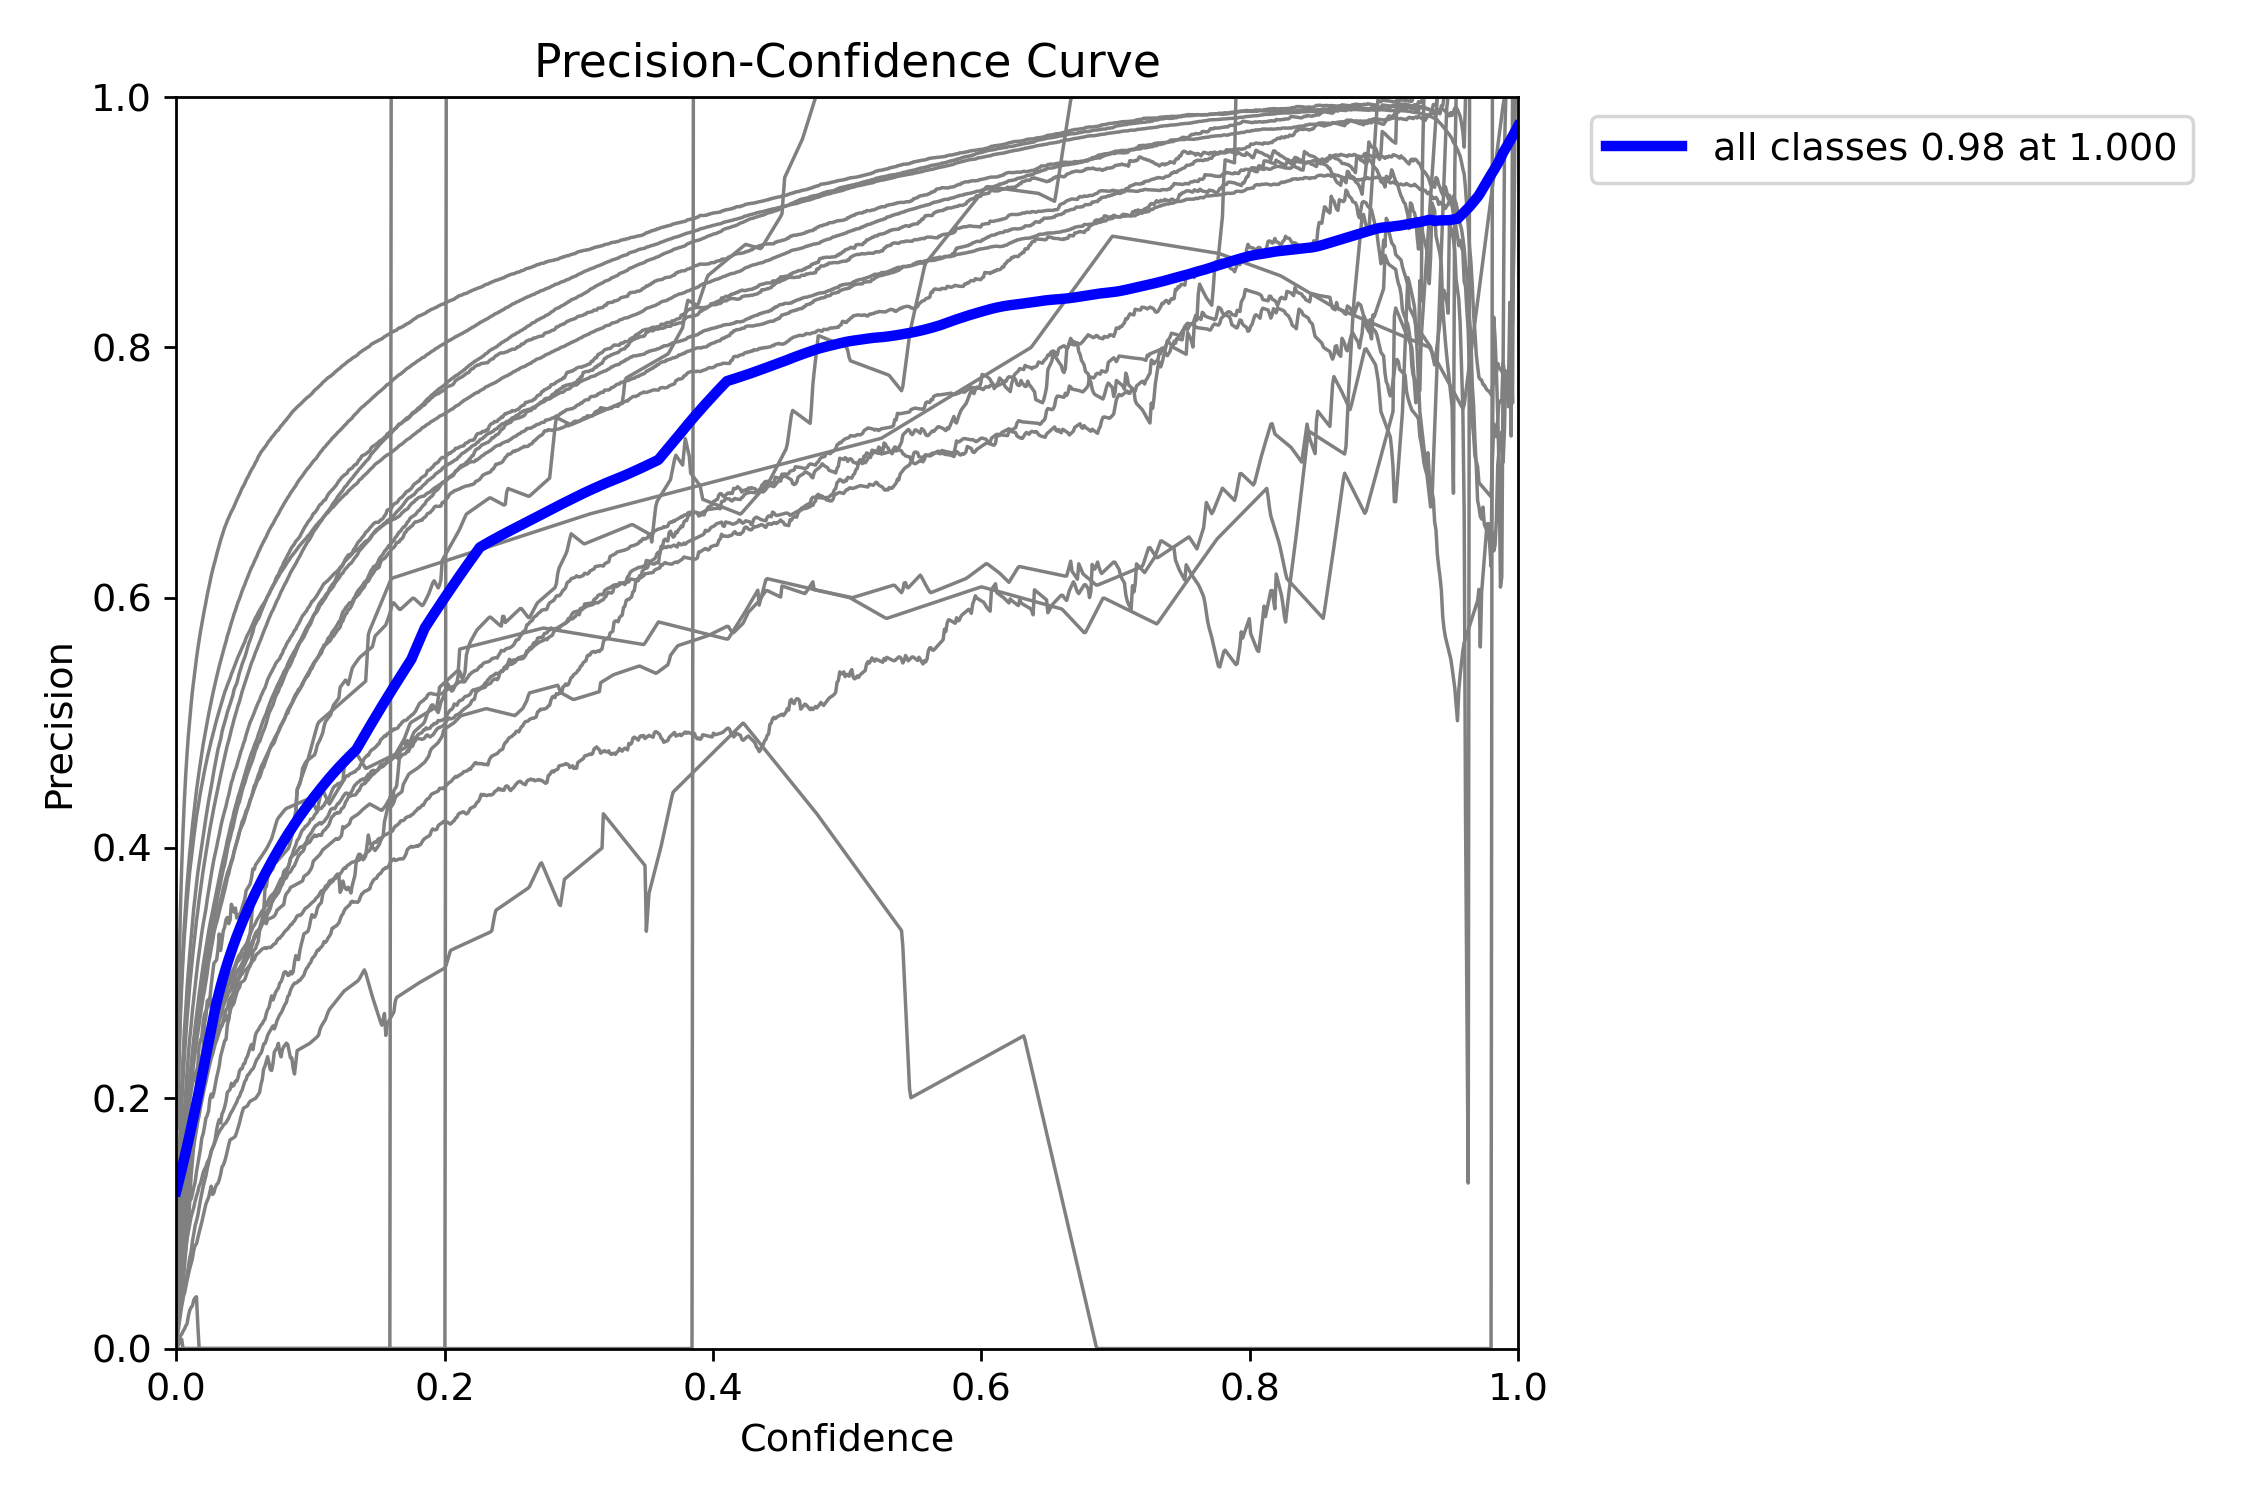 Precision-Confidence Curve
1.0
0.8
0.6
0.4
0.2
0.0
Precision
0.0 0.2 0.4 0.6 0.8 1.0
Confidence
all classes 0.98 at 1.000